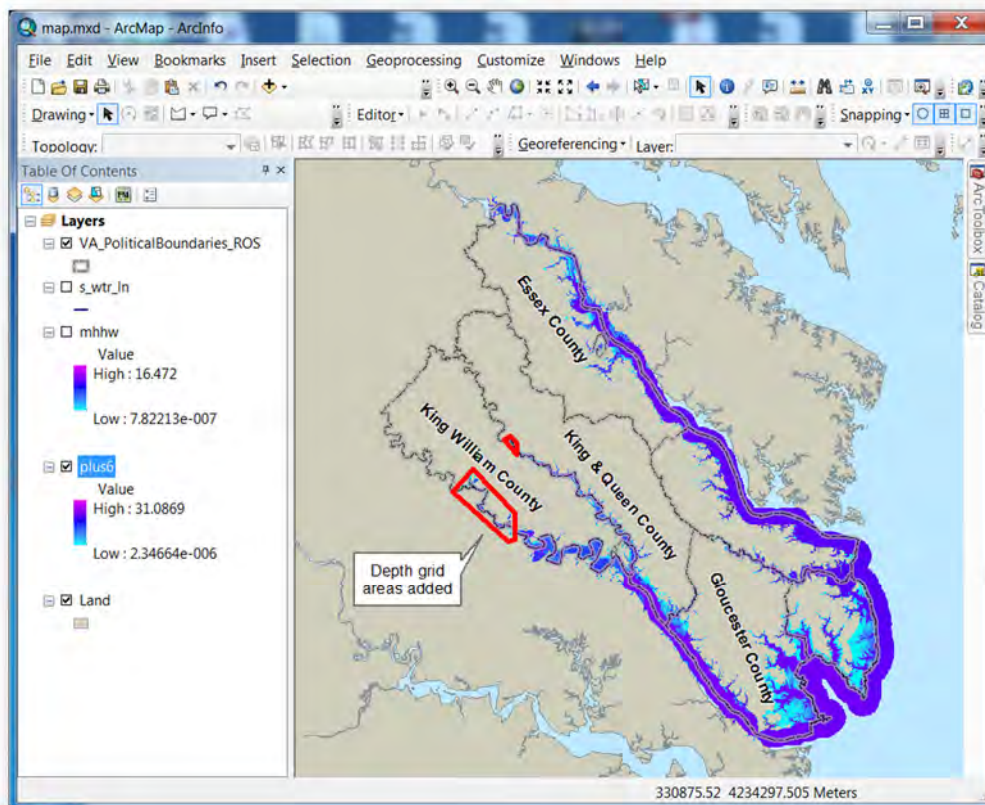 map.mxd - ArcMap - ArcInfo
File Edit View Bookmarks Insert Selection Geoprocessing Customize Windows Help
Drawing
Editor
Snapping
Topology:
Georeferencing
Layer:
Table Of Contents
Layers
VA_PoliticalBoundaries_ROS
s_wtr_ln
mhhw
Value
High : 16.472
Low : 7.82213e-007
plus6
Value
High : 31.0869
Low : 2.34664e-006
Land
Essex County
King & Queen County
King William County
Gloucester County
Depth grid
areas added
ArcToolbox
Catalog
330875.52 4234297.505 Meters